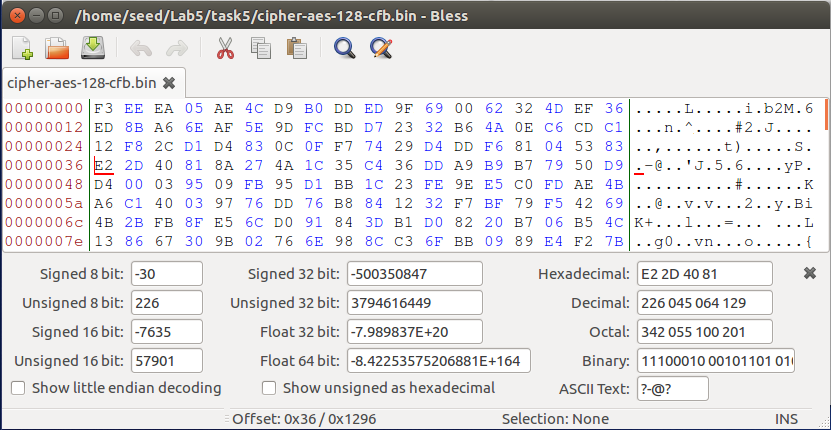 /home/seed/Lab5/task5/cipher-aes-128-cfb.bin - Bless
cipher-aes-128-cfb.bin
00000000 F3 EE EA 05 AE 4C D9 B0 DD ED 9F 69 00 62 32 4D EF 36 .....L.....i.b2M.6
00000012 ED 8B A6 6E AF 5E 9D FC BD D7 23 32 B6 4A 0E C6 CD C1 ...n.^....#2.J....
00000024 12 F8 2C D1 D4 83 0C 0F F7 74 29 D4 DD F6 81 04 53 83 ..,......t).....S.
00000036 E2 2D 40 81 8A 27 4A 1C 35 C4 36 DD A9 B9 B7 79 50 D9 .-@..'J.5.6....yP.
00000048 D4 00 03 95 09 FB 95 D1 BB 1C 23 FE 9E E5 C0 FD AE 4B ..........#......K
0000005a A6 C1 40 03 97 76 DD 76 B8 84 12 32 F7 BF 79 F5 42 69 ..@..v.v...2..y.Bi
0000006c 4B 2B FB 8F E5 6C D0 91 84 3D B1 D0 82 20 B7 06 B5 4C K+...l...=... ...L
0000007e 13 86 67 30 9B 02 76 6E 98 8C C3 6F BB 09 89 E4 F2 7B ..g0..vn...o.....{
Signed 8 bit: -30 Signed 32 bit: -500350847 Hexadecimal: E2 2D 40 81
Unsigned 8 bit: 226 Unsigned 32 bit: 3794616449 Decimal: 226 045 064 129
Signed 16 bit: -7635 Float 32 bit: -7.989837E+20 Octal: 342 055 100 201
Unsigned 16 bit: 57901 Float 64 bit: -8.42253575206881E+164 Binary: 11100010 00101101 010
Show little endian decoding Show unsigned as hexadecimal ASCII Text: ?-@?
Offset: 0x36 / 0x1296 Selection: None INS